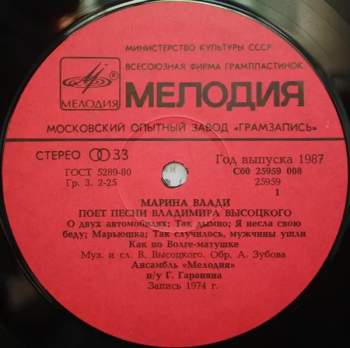 МИНИСТЕРСТВО КУЛЬТУРЫ СССР
ВСЕСОЮЗНАЯ ФИРМА ГРАМПЛАСТИНОК
МЕЛОДИЯ
МЕЛОДИЯ
МОСКОВСКИЙ ОПЫТНЫЙ ЗАВОД «ГРАМЗАПИСЬ»
СТЕРЕО 33
Год выпуска 1987
ГОСТ 5289-80
С60 25959 008
Гр. 3. 2-25
25959
1
МАРИНА ВЛАДИ
ПОЕТ ПЕСНИ ВЛАДИМИРА ВЫСОЦКОГО
О двух автомобилях; Так дымно; Я несла свою
беду; Марьюшка; Так случилось, мужчины ушли
Как по Волге-матушке
Муз. и сл. В. Высоцкого. Обр. А. Зубова
Ансамбль «Мелодия»
п/у Г. Гараняна
Запись 1974 г.